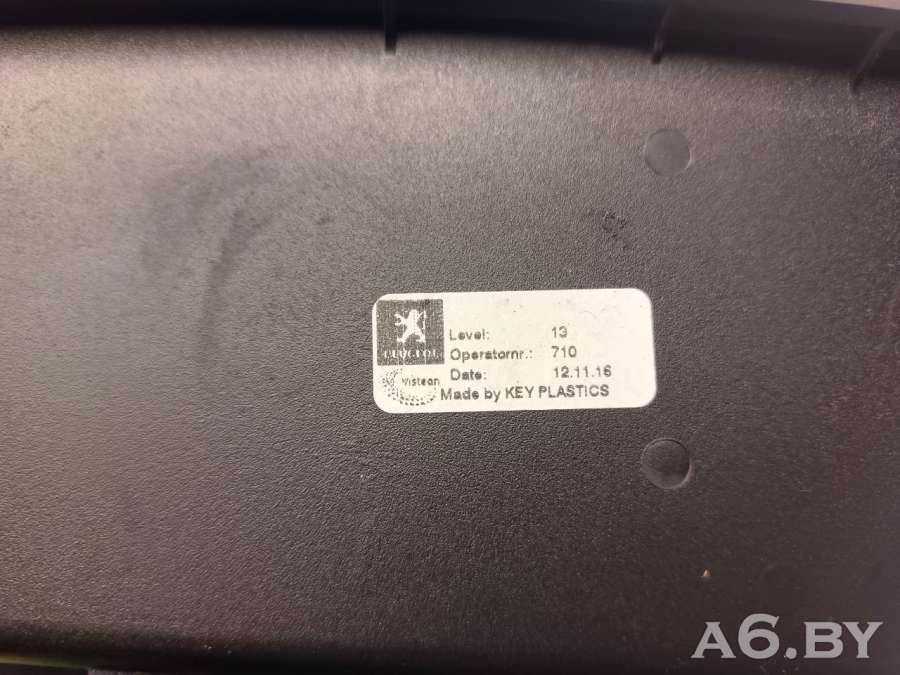 PEUGEOT
Level: 13
Operatornr.: 710
Visteon
Date: 12.11.16
Made by KEY PLASTICS
A6.BY